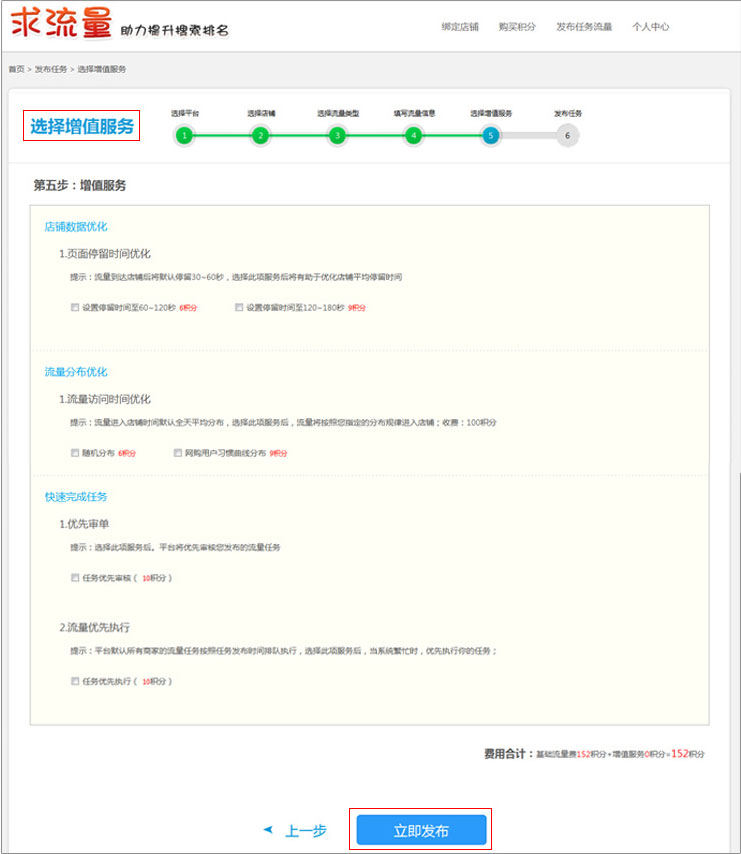 求流量 助力提升搜索排名
绑定店铺 购买积分 发布任务流量 个人中心
首页 > 发布任务 > 选择增值服务
选择增值服务
选择平台 选择店铺 选择流量类型 填写流量信息 选择增值服务 发布任务
1 2 3 4 5 6
第五步：增值服务
店铺数据优化
1.页面停留时间优化
提示：流量到达店铺后将默认停留30~60秒，选择此项服务后将有助于优化店铺平均停留时间
设置停留时间至60~120秒 6积分 设置停留时间至120~180秒 9积分
流量分布优化
1.流量访问时间优化
提示：流量进入店铺时间默认全天平均分布，选择此项服务后，流量将按照您指定的分布规律进入店铺；收费：100积分
随机分布 6积分 网购用户习惯曲线分布 9积分
快速完成任务
1.优先审单
提示：选择此项服务后。平台将优先审核您发布的流量任务
任务优先审核（ 10积分 ）
2.流量优先执行
提示：平台默认所有商家的流量任务按照任务发布时间排队执行，选择此项服务后，当系统繁忙时，优先执行你的任务；
任务优先执行（ 10积分 ）
费用合计：基础流量费152积分+增值服务0积分=152积分
上一步 立即发布